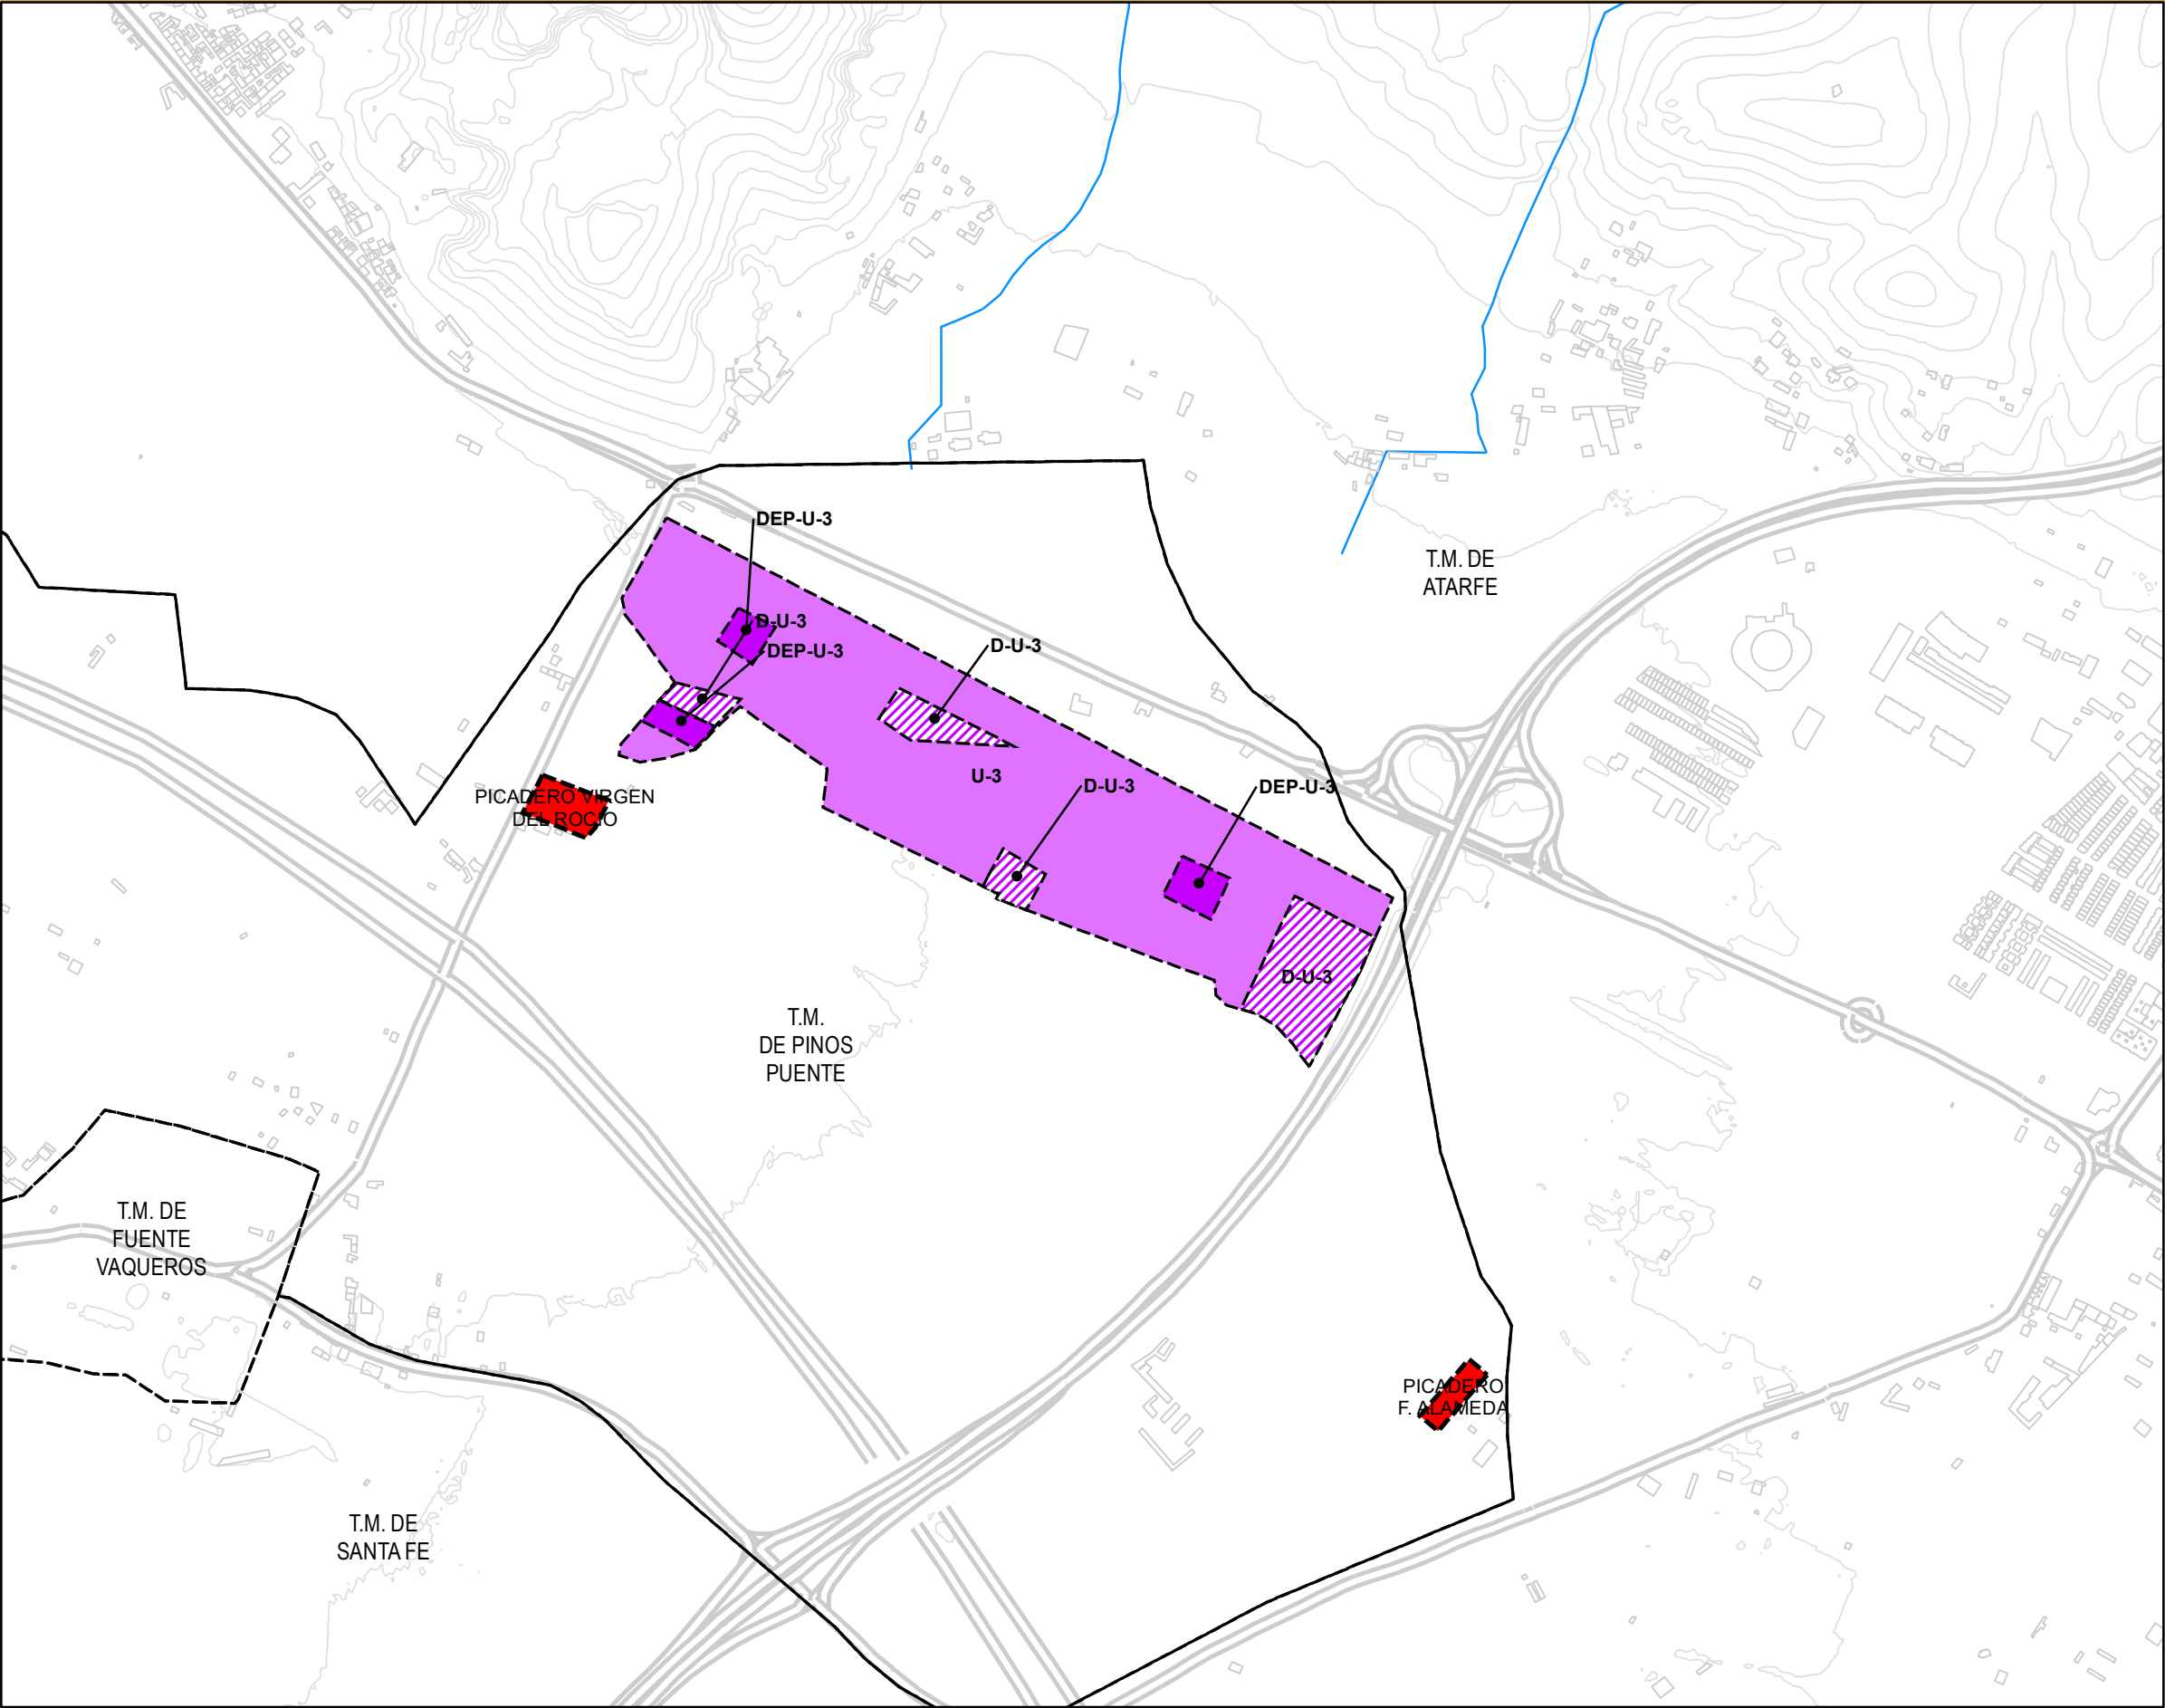 DEP-U-3
T.M. DE
ATARFE
D-U-3
D-U-3
DEP-U-3
U-3
D-U-3
DEP-U-3
PICADERO VIRGEN
DEL ROCIO
D-U-3
T.M.
DE PINOS
PUENTE
T.M. DE
FUENTE
VAQUEROS
PICADERO
F. ALAMEDA
T.M. DE
SANTA FE